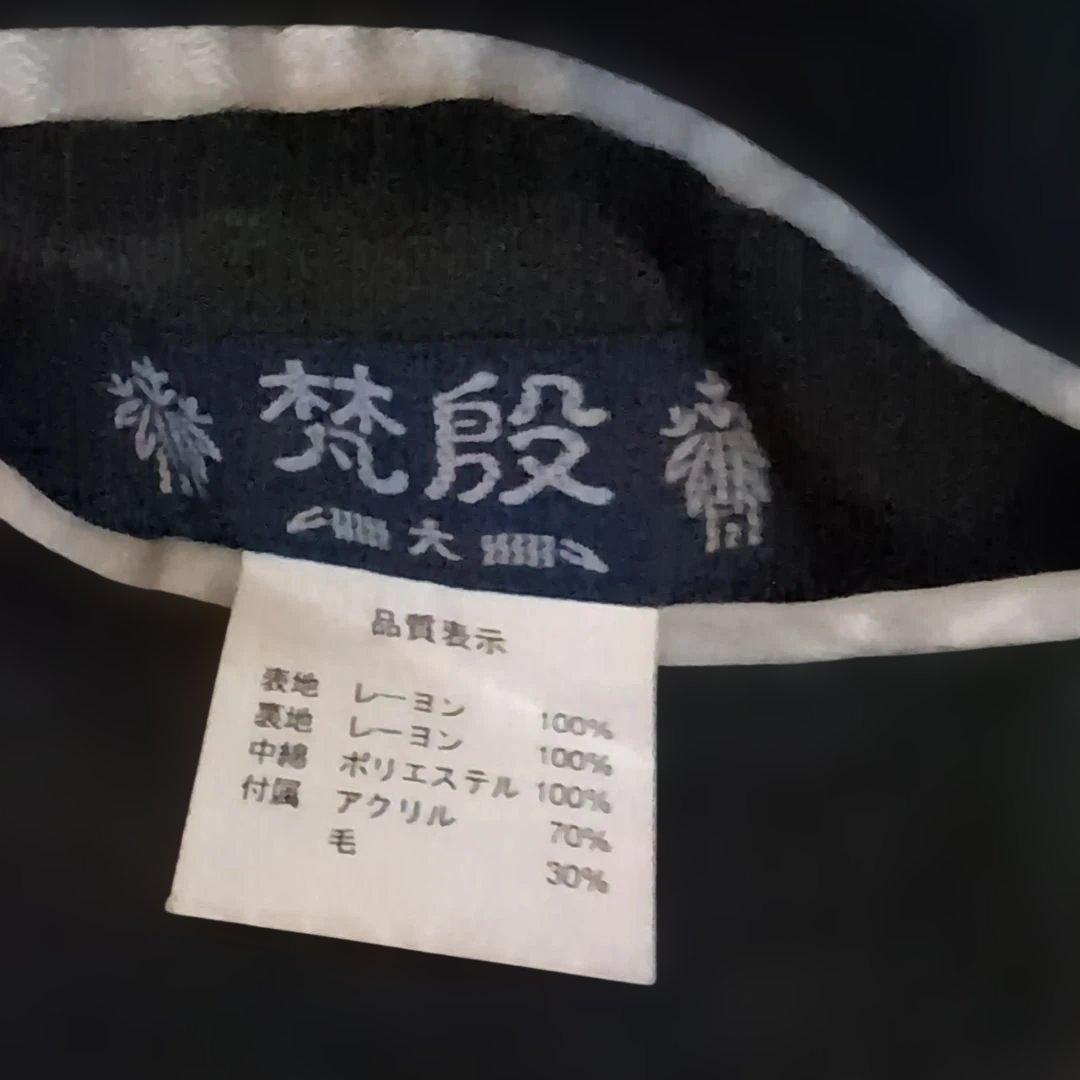 梵殷
大
品質表示
表地 レーヨン 100%
裏地 レーヨン 100%
中綿 ポリエステル 100%
付属 アクリル 70%
毛 30%